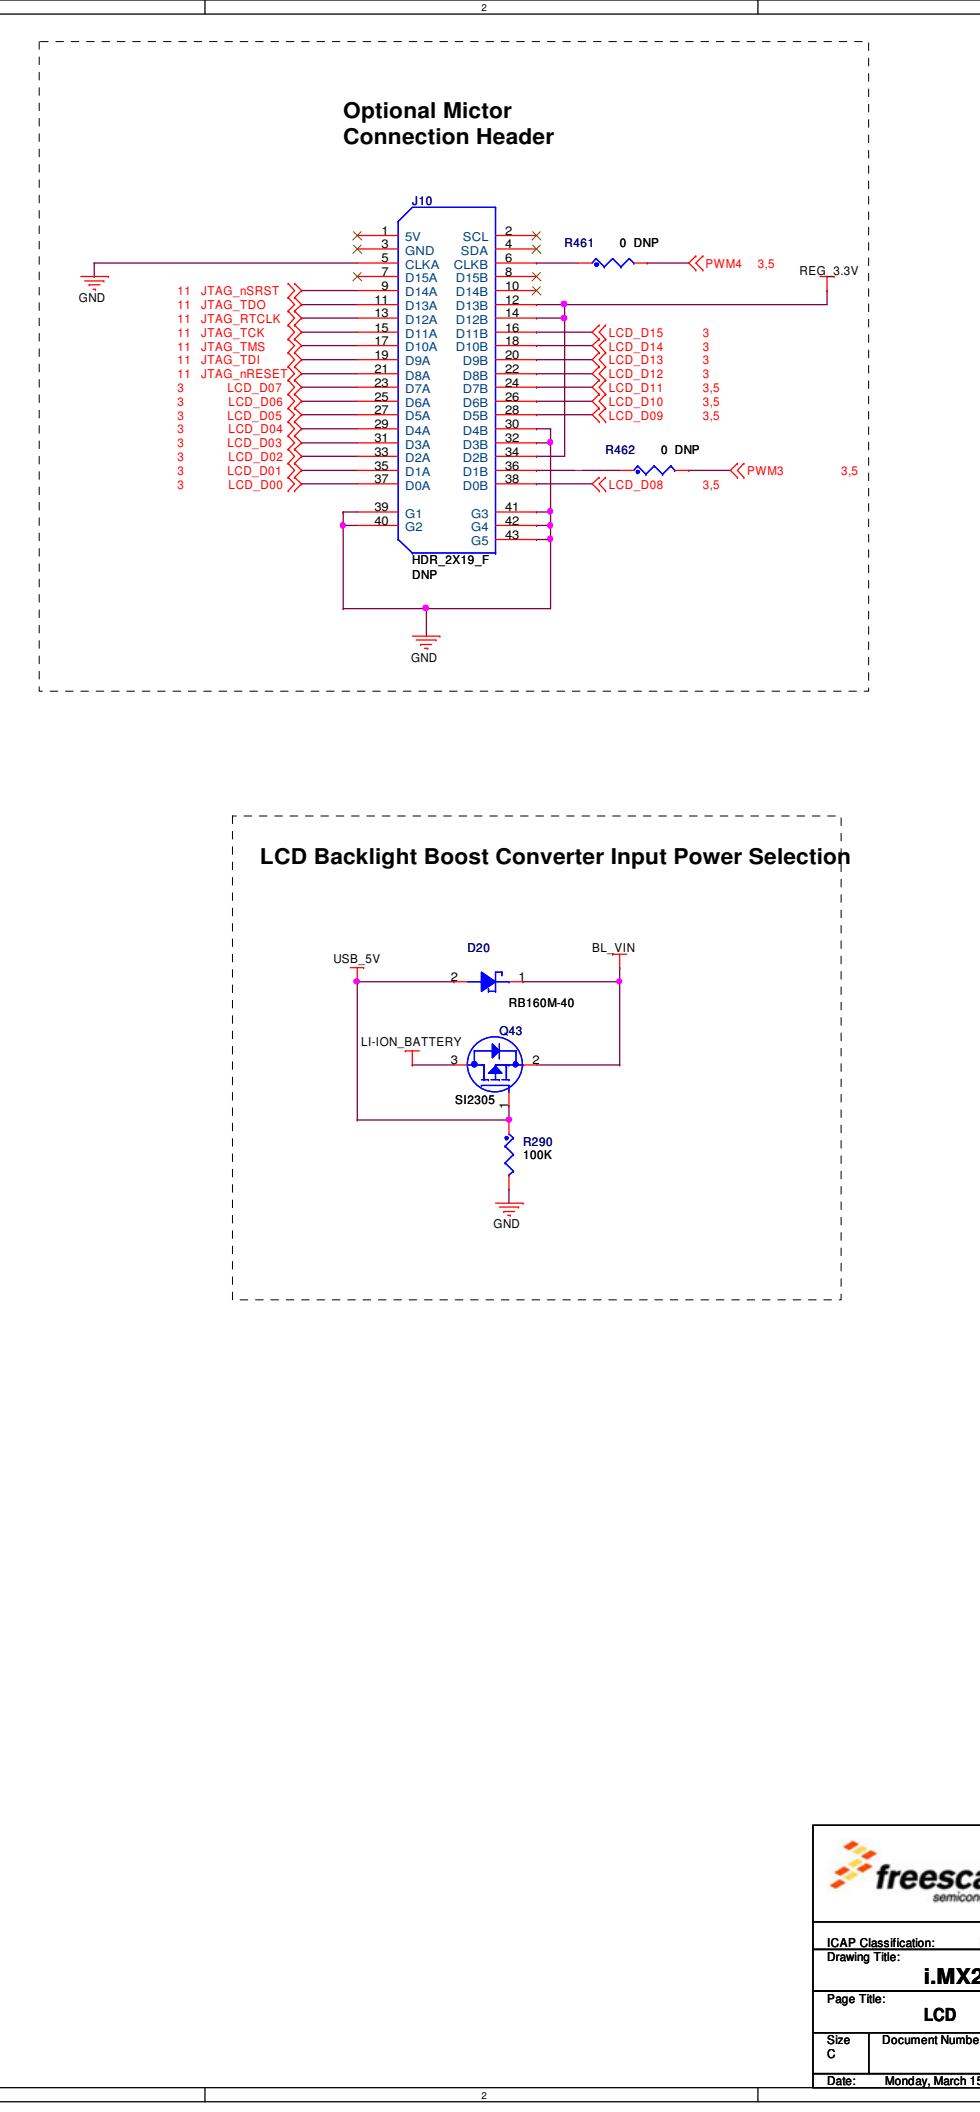 2
Optional Mictor
Connection Header
J10
1 5V SCL 2
3 GND SDA 4
5 CLKA CLKB 6
7 D15A D15B 8
9 D14A D14B 10
11 D13A D13B 12
13 D12A D12B 14
15 D11A D11B 16
17 D10A D10B 18
19 D9A D9B 20
21 D8A D8B 22
23 D7A D7B 24
25 D6A D6B 26
27 D5A D5B 28
29 D4A D4B 30
31 D3A D3B 32
33 D2A D2B 34
35 D1A D1B 36
37 D0A D0B 38
39 G1 G3 41
40 G2 G4 42
G5 43
HDR_2X19_F
DNP
GND
GND
11 JTAG_nSRST
11 JTAG_TDO
11 JTAG_RTCLK
11 JTAG_TCK
11 JTAG_TMS
11 JTAG_TDI
11 JTAG_nRESET
3 LCD_D07
3 LCD_D06
3 LCD_D05
3 LCD_D04
3 LCD_D03
3 LCD_D02
3 LCD_D01
3 LCD_D00
R461 0 DNP
PWM4 3,5
REG_3.3V
LCD_D15 3
LCD_D14 3
LCD_D13 3
LCD_D12 3
LCD_D11 3,5
LCD_D10 3,5
LCD_D09 3,5
R462 0 DNP
PWM3 3,5
LCD_D08 3,5
LCD Backlight Boost Converter Input Power Selection
USB_5V
D20
BL_VIN
2 1
RB160M-40
LI-ION_BATTERY
Q43
3 2
SI2305
1
R290
100K
GND
freesca
semicon
ICAP Classification:
Drawing Title:
i.MX2
Page Title:
LCD
Size
C
Document Numbe
Date: Monday, March 15
2